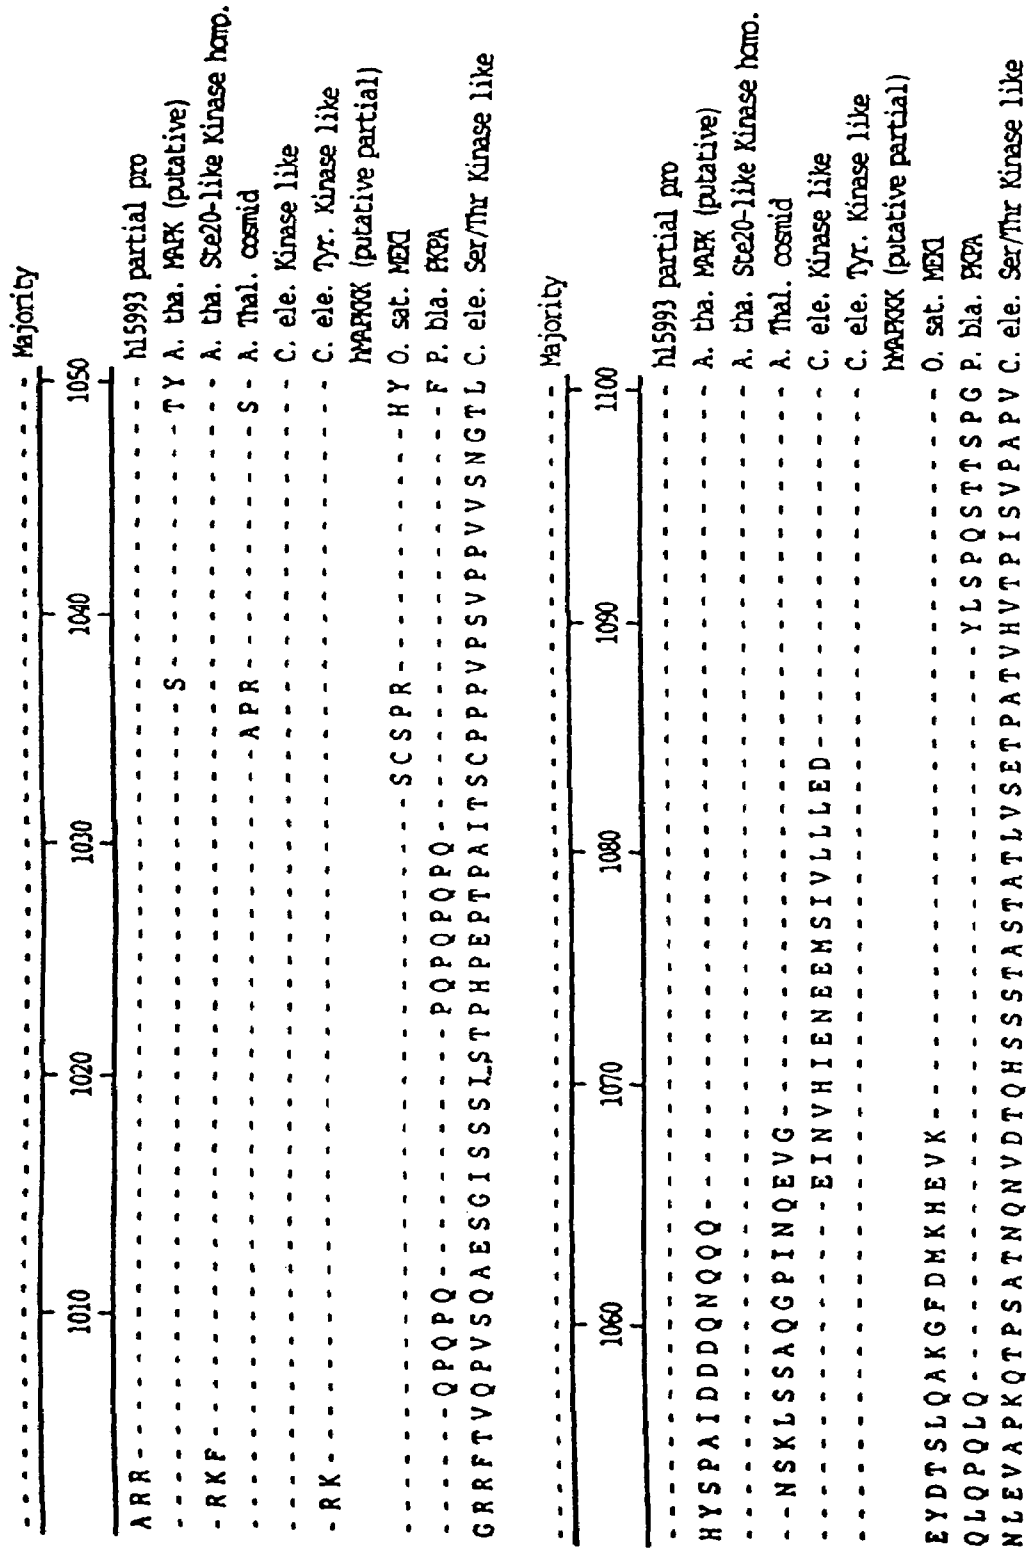 - - - - - - - - - - - - - - - - - - - - - - - - - - - - - - - - - - - - - - - - - - - - - - - - - - Majority
1010 1020 1030 1040 1050
A R R - - - - - - - - - - - - - - - - - - - - - - - - - - - - - - - - - - - - - - - - - - - - - - - h15993 partial pro
- - - - - - - - - - - - - - - - - - - - - - - - - - - - - - - - - - - - S - - - - - - - - - - - T Y A. tha. MAPK (putative)
- R K F - - - - - - - - - - - - - - - - - - - - - - - - - - - - - - - - - - - - - - - - - - - - - - A. tha. Ste20-like Kinase homo.
- - - - - - - - - - - - - - - - - - - - - - - - - - - - - - - - - - A P R - - - - - - - - - - - S - A. Thal. cosmid
- - - - - - - - - - - - - - - - - - - - - - - - - - - - - - - - - - - - - - - - - - - - - - - - - - C. ele. Kinase like
- R K - - - - - - - - - - - - - - - - - - - - - - - - - - - - - - - - - - - - - - - - - - - - - - - C. ele. Tyr. Kinase like
hMAPKKK (putative partial)
- - - - - - - - - - - - - - - - - - - - - - - - - - - - - - - - S C S P R - - - - - - - - - - - H Y O. sat. MEK1
- - - - - - Q P Q P Q - - - - - - - - - - - P Q P Q P Q P Q - - - - - - - - - - - - - - - - - - - F P. bla. PKPA
G R R F T V Q P V S Q A E S G I S S S L S T P H P E P T P A I T S C P P P V P S V P P V V S N G T L C. ele. Ser/Thr Kinase like
- - - - - - - - - - - - - - - - - - - - - - - - - - - - - - - - - - - - - - - - - - - - - - - - - - Majority
1060 1070 1080 1090 1100
- - - - - - - - - - - - - - - - - - - - - - - - - - - - - - - - - - - - - - - - - - - - - - - - - - h15993 partial pro
H Y S P A I D D D Q N Q Q Q - - - - - - - - - - - - - - - - - - - - - - - - - - - - - - - - - - - - A. tha. MAPK (putative)
- - - - - - - - - - - - - - - - - - - - - - - - - - - - - - - - - - - - - - - - - - - - - - - - - - A. tha. Ste20-like Kinase homo.
- - N S K L S S A Q G P I N Q E V G - - - - - - - - - - - - - - - - - - - - - - - - - - - - - - - - A. Thal. cosmid
- - - - - - - - - - - - - - - E I N V H I E N E E M S I V L L L E D - - - - - - - - - - - - - - - - C. ele. Kinase like
- - - - - - - - - - - - - - - - - - - - - - - - - - - - - - - - - - - - - - - - - - - - - - - - - - C. ele. Tyr. Kinase like
hMAPKKK (putative partial)
E Y D T S L Q A K G F D M K H E V K - - - - - - - - - - - - - - - - - - - - - - - - - - - - - - - - O. sat. MEK1
Q L Q P Q L Q - - - - - - - - - - - - - - - - - - - - - - - - - - - - - - - - Y L S P Q S T T S P G P. bla. PKPA
N L E V A P K Q T P S A T N Q N V D T Q H S S S T A S T A T L V S E T P A T V H V T P I S V P A P V C. ele. Ser/Thr Kinase like